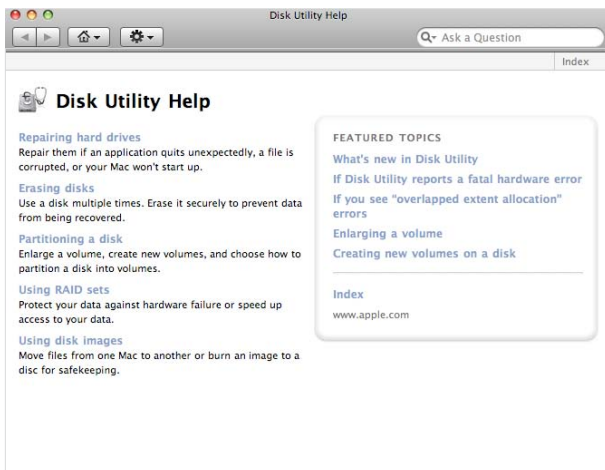 Disk Utility Help
Ask a Question
Index
Disk Utility Help
Repairing hard drives
Repair them if an application quits unexpectedly, a file is
corrupted, or your Mac won't start up.
Erasing disks
Use a disk multiple times. Erase it securely to prevent data
from being recovered.
Partitioning a disk
Enlarge a volume, create new volumes, and choose how to
partition a disk into volumes.
Using RAID sets
Protect your data against hardware failure or speed up
access to your data.
Using disk images
Move files from one Mac to another or burn an image to a
disc for safekeeping.
FEATURED TOPICS
What's new in Disk Utility
If Disk Utility reports a fatal hardware error
If you see "overlapped extent allocation"
errors
Enlarging a volume
Creating new volumes on a disk
Index
www.apple.com